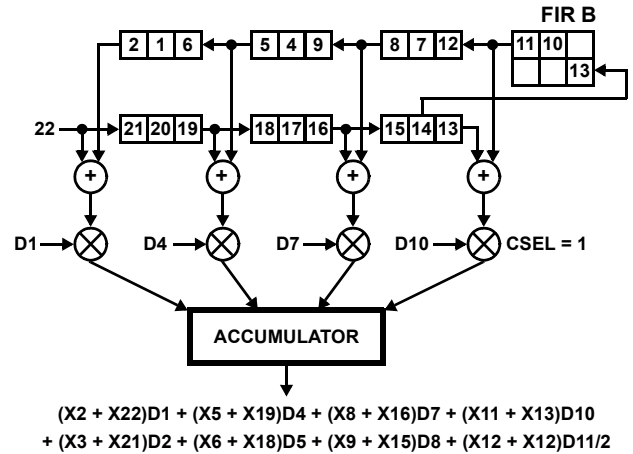 FIR B
2 1 6 5 4 9 8 7 12 11 10
13
22 21 20 19 18 17 16 15 14 13
+ + + +
D1 D4 D7 D10 CSEL = 1
ACCUMULATOR
(X2 + X22)D1 + (X5 + X19)D4 + (X8 + X16)D7 + (X11 + X13)D10
+ (X3 + X21)D2 + (X6 + X18)D5 + (X9 + X15)D8 + (X12 + X12)D11/2